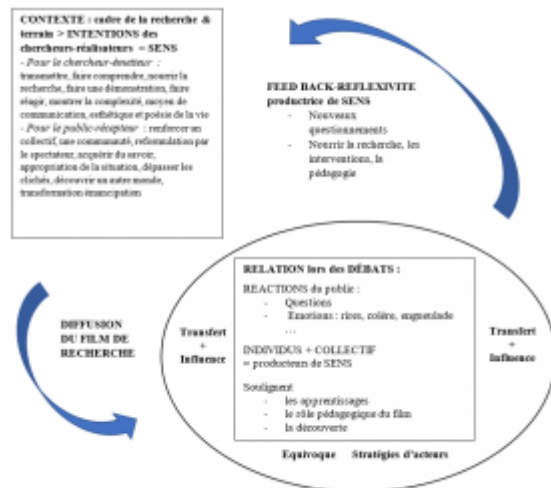 CONTEXTE : cadre de la recherche &
terrain > INTENTIONS des
chercheurs-réalisateurs = SENS
- Pour le chercheur-émetteur :
transmettre, faire comprendre, nourrir la
recherche, faire une démonstration, faire
réagir, montrer la complexité, moyen de
communication, esthétique et poésie de la vie
- Pour le public-récepteur : renforcer un
collectif, une communauté, reformulation par
le spectateur, acquérir du savoir,
appropriation de la situation, dépasser les
clichés, découvrir un autre monde,
transformation émancipation
FEED BACK-REFLEXIVITE
productrice de SENS
- Nouveaux
questionnements
- Nourrir la recherche, les
interventions, la
pédagogie
DIFFUSION
DU FILM DE
RECHERCHE
Transfert
+
Influence
RELATION lors des DÉBATS :
REACTIONS du public :
- Questions
- Emotions : rires, colère, engueulade
…
INDIVIDUS + COLLECTIF
= producteurs de SENS
Soulignent
- les apprentissages
- le rôle pédagogique du film
- la découverte
Transfert
+
Influence
Equivoque Stratégies d'acteurs